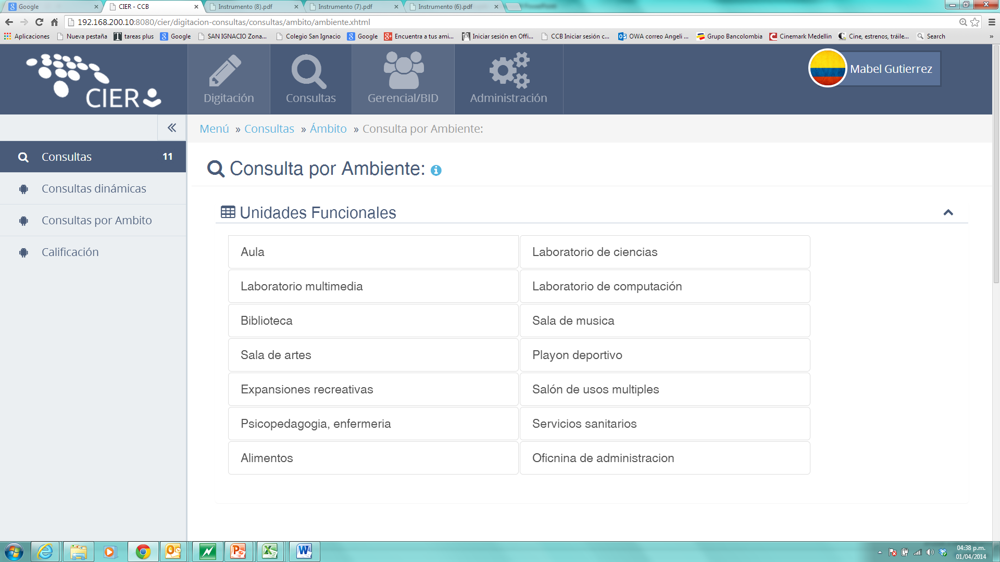 Google
CIER - CCB
Instrumento (8).pdf
Instrumento (7).pdf
Instrumento (6).pdf
192.168.200.10:8080/cier/digitacion-consultas/consultas/ambito/ambiente.xhtml
Aplicaciones
Nueva pestaña
tareas plus
Google
SAN IGNACIO Zona...
Colegio San Ignacio
Google
Encuentra a tus ami...
Iniciar sesión en Offi...
CCB Iniciar sesión c...
OWA correo Angeli ...
Grupo Bancolombia
Cinemark Medellin
Cine, estrenos, tráile...
Search
»
CIER
Digitación
Consultas
Gerencial/BID
Administración
Mabel Gutierrez
Menú » Consultas » Ámbito » Consulta por Ambiente:
Consultas 11
Consultas dinámicas
Consultas por Ambito
Calificación
Consulta por Ambiente:
Unidades Funcionales
Aula
Laboratorio de ciencias
Laboratorio multimedia
Laboratorio de computación
Biblioteca
Sala de musica
Sala de artes
Playon deportivo
Expansiones recreativas
Salón de usos multiples
Psicopedagogia, enfermeria
Servicios sanitarios
Alimentos
Oficnina de administracion
04:38 p.m.
01/04/2014